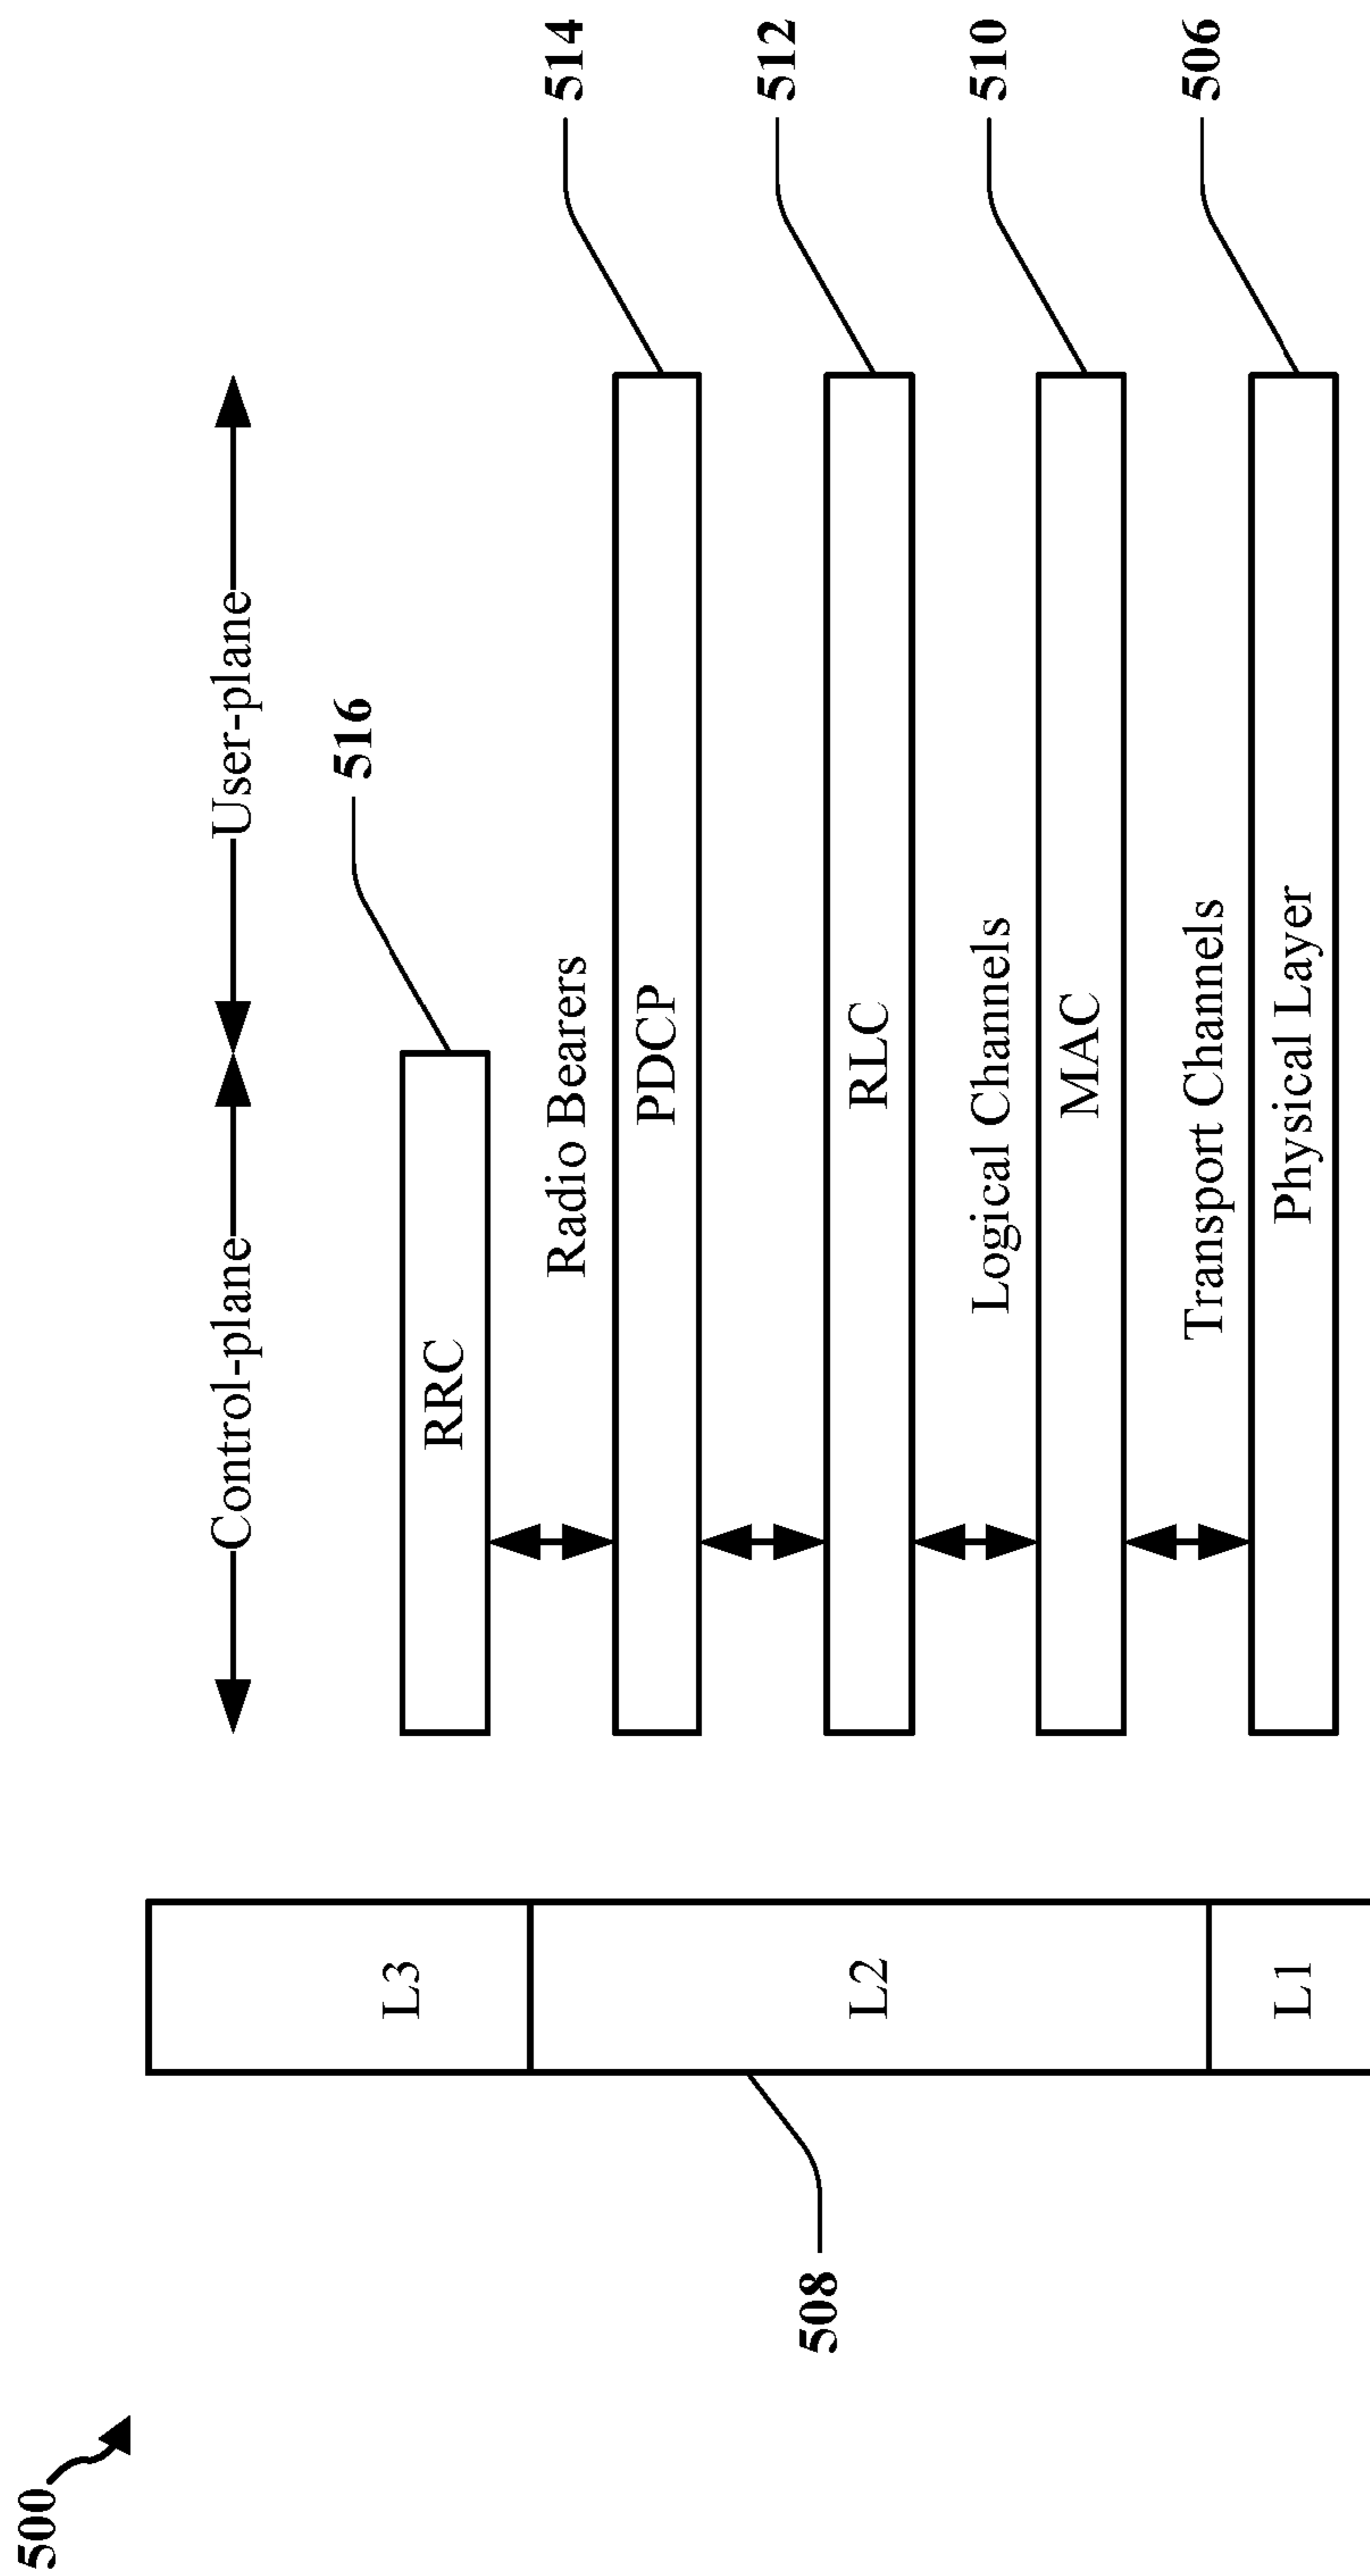 500
Control-plane
User-plane
516
RRC
L3
514
Radio Bearers
PDCP
512
508
L2
RLC
510
Logical Channels
MAC
506
Transport Channels
L1
Physical Layer